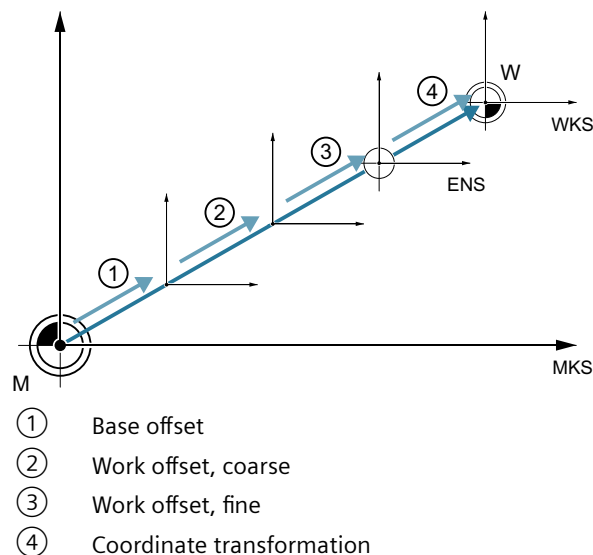 4
W
WKS
3
ENS
2
1
M
MKS
1 Base offset
2 Work offset, coarse
3 Work offset, fine
4 Coordinate transformation